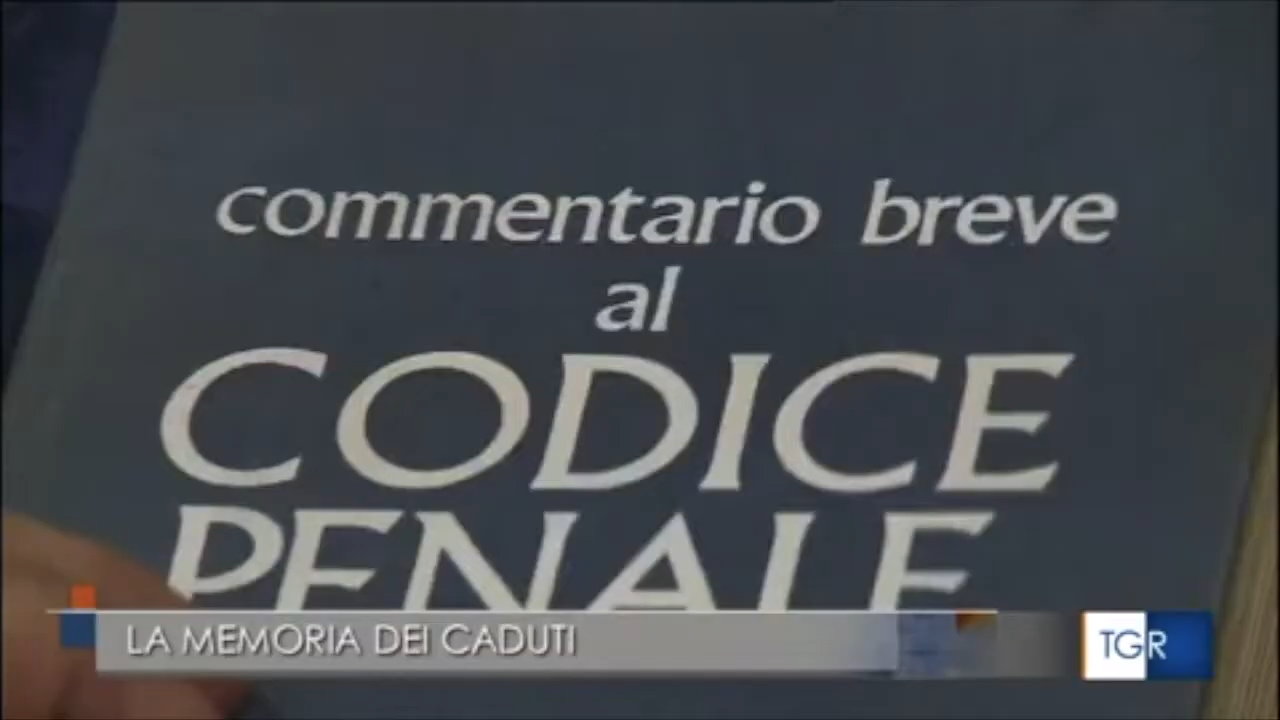 commentario breve
al
CODICE
PENALE
LA MEMORIA DEI CADUTI
TGR